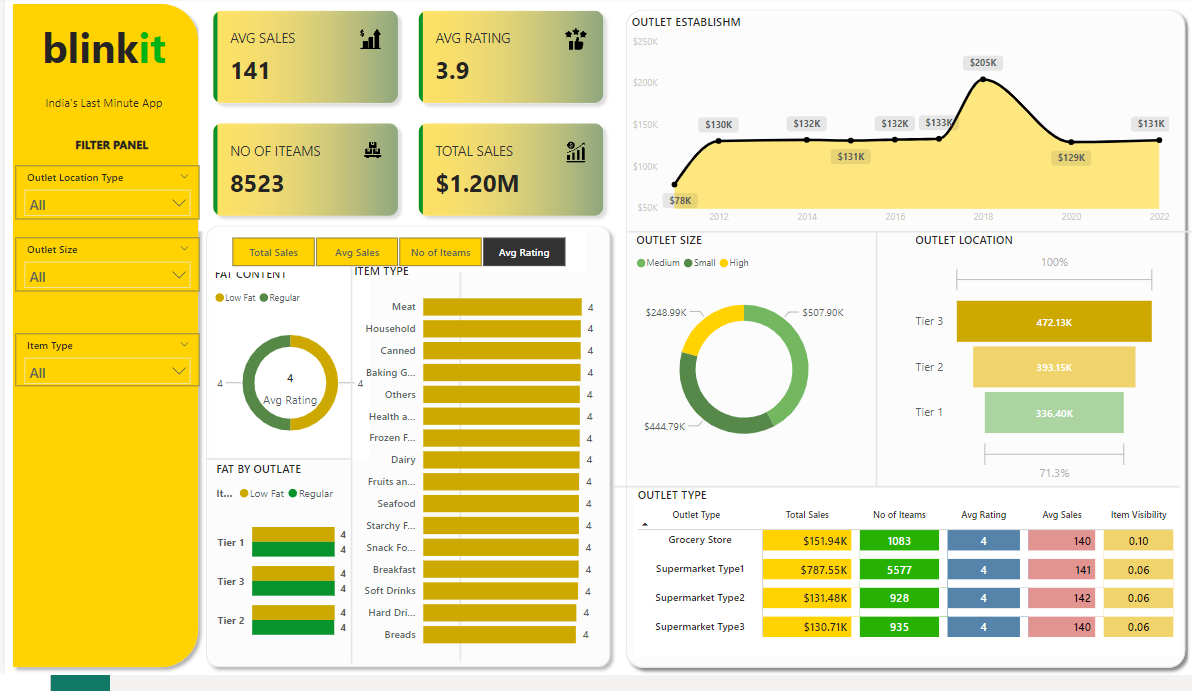 blinkit
India's Last Minute App
FILTER PANEL
Outlet Location Type
All
Outlet Size
All
Item Type
All
AVG SALES
141
AVG RATING
3.9
NO OF ITEAMS
8523
TOTAL SALES
$1.20M
Total Sales Avg Sales No of Iteams Avg Rating
FAT CONTENT
Low Fat Regular
4
4
Avg Rating
4
FAT BY OUTLATE
It... Low Fat Regular
Tier 1 4
4
Tier 3 4
4
Tier 2 4
4
ITEM TYPE
Meat 4
Household 4
Canned 4
Baking G... 4
Others 4
Health a... 4
Frozen F... 4
Dairy 4
Fruits an... 4
Seafood 4
Starchy F... 4
Snack Fo... 4
Breakfast 4
Soft Drinks 4
Hard Dri... 4
Breads 4
OUTLET ESTABLISHM
$250K
$200K
$150K
$100K
$50K
$78K
$130K
$132K
$131K
$132K
$133K
$205K
$129K
$131K
2012 2014 2016 2018 2020 2022
OUTLET SIZE
Medium Small High
$248.99K
$507.90K
$444.79K
OUTLET LOCATION
100%
Tier 3 472.13K
Tier 2 393.15K
Tier 1 336.40K
71.3%
OUTLET TYPE
Outlet Type Total Sales No of Iteams Avg Rating Avg Sales Item Visibility
Grocery Store $151.94K 1083 4 140 0.10
Supermarket Type1 $787.55K 5577 4 141 0.06
Supermarket Type2 $131.48K 928 4 142 0.06
Supermarket Type3 $130.71K 935 4 140 0.06